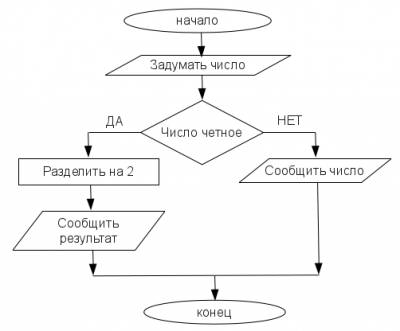 начало
Задумать число
Число четное
ДА
НЕТ
Разделить на 2
Сообщить число
Сообщить
результат
конец